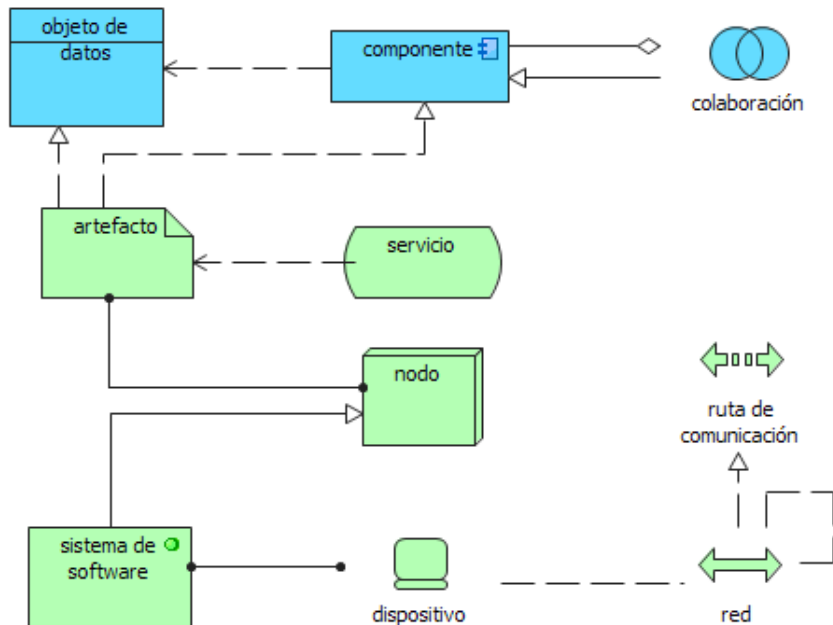 objeto de
datos
componente
colaboración
artefacto
servicio
nodo
ruta de
comunicación
sistema de
software
dispositivo
red